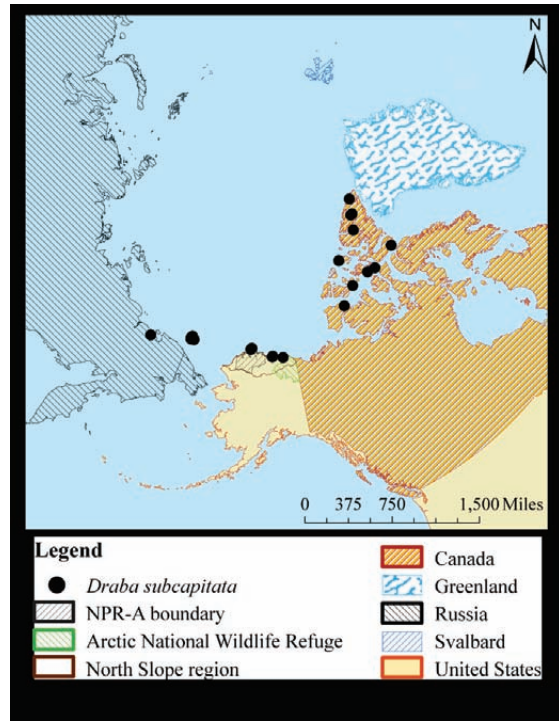 N
0 375 750 1,500 Miles
Legend
Draba subcapitata
NPR-A boundary
Arctic National Wildlife Refuge
North Slope region
Canada
Greenland
Russia
Svalbard
United States